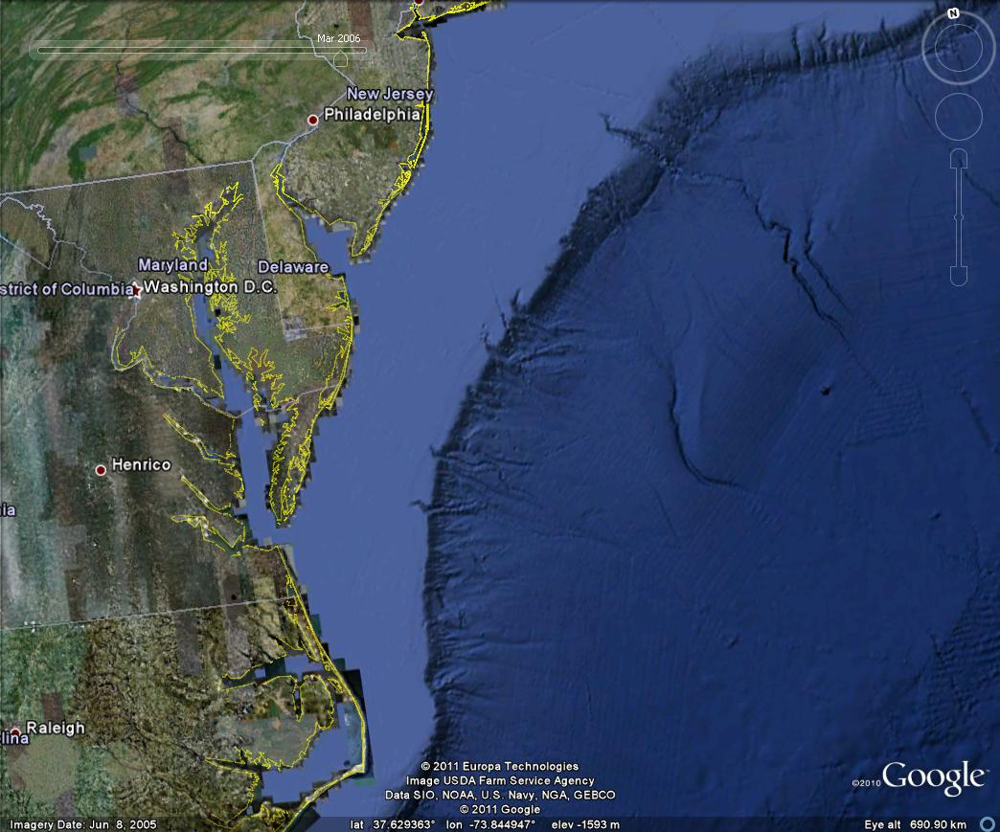 Mar 2006
N
New Jersey
Philadelphia
Maryland
Delaware
strict of Columbia
Washington D.C.
Henrico
ia
Raleigh
lina
© 2011 Europa Technologies
Image USDA Farm Service Agency
Data SIO, NOAA, U.S. Navy, NGA, GEBCO
© 2011 Google
©2010 Google™
Imagery Date: Jun 8, 2005
lat 37.629363° lon -73.844947° elev -1593 m
Eye alt 690.90 km